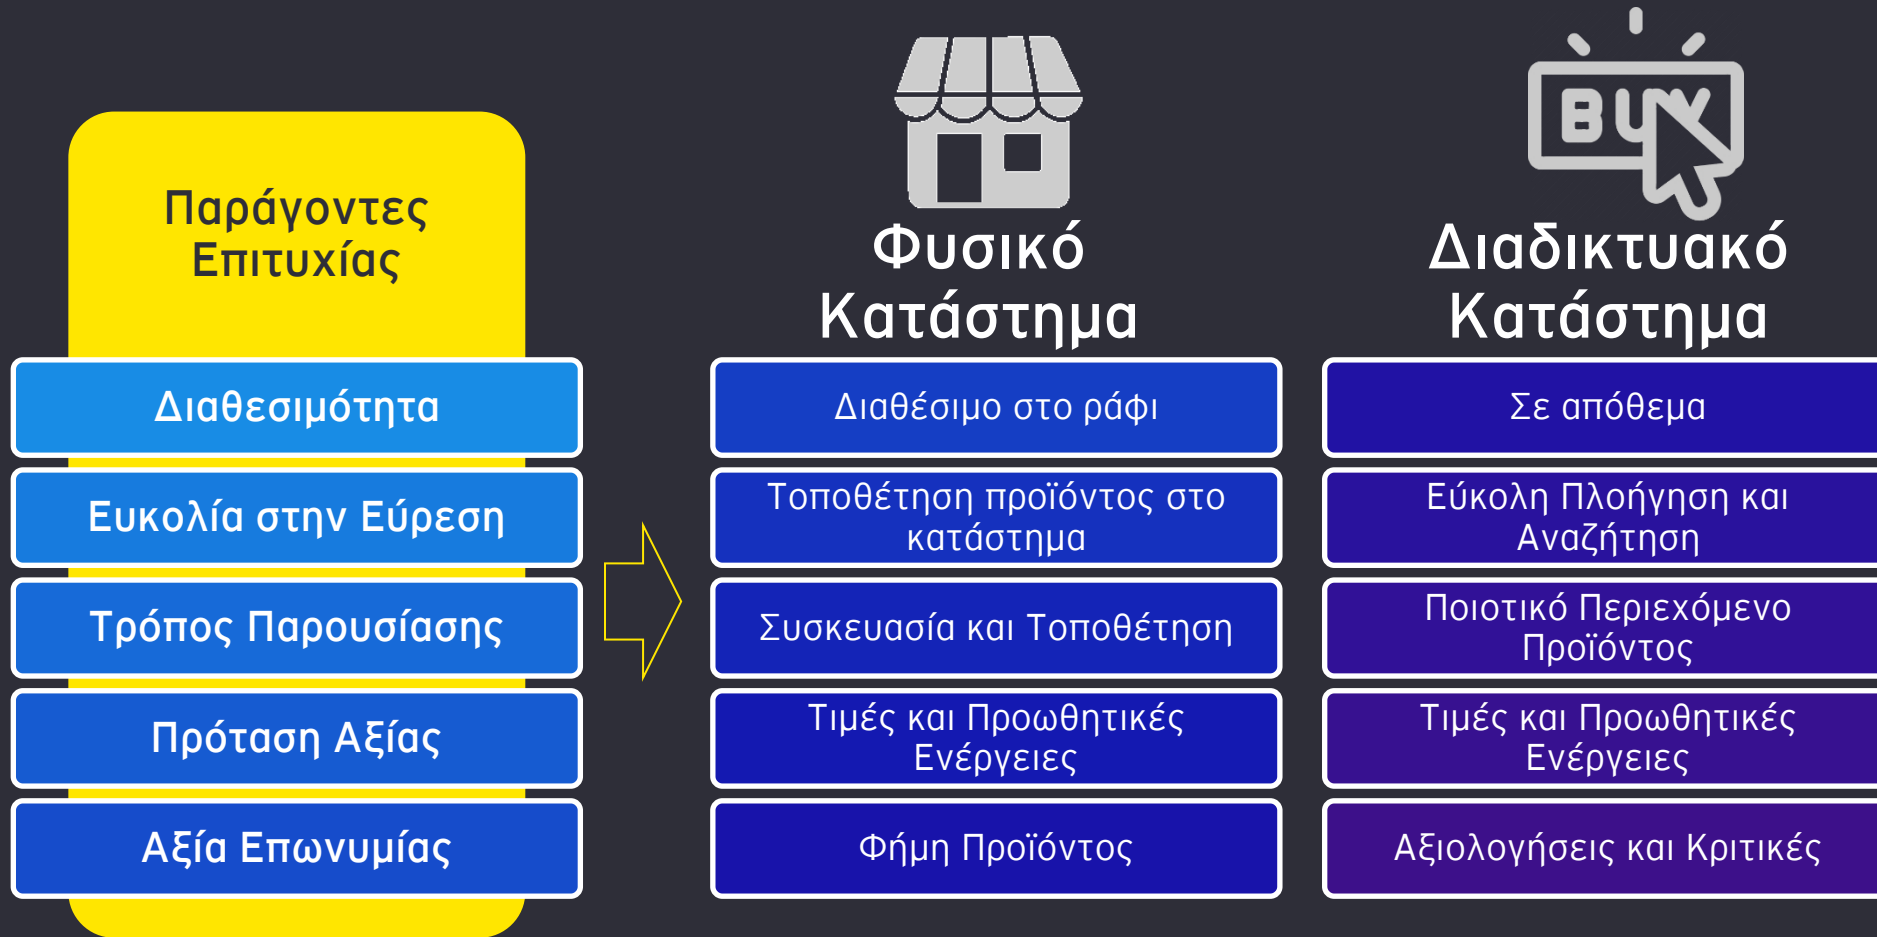 BUY
Παράγοντες
Επιτυχίας
Φυσικό
Κατάστημα
Διαδικτυακό
Κατάστημα
Διαθεσιμότητα
Διαθέσιμο στο ράφι
Σε απόθεμα
Ευκολία στην Εύρεση
Τοποθέτηση προϊόντος στο
κατάστημα
Εύκολη Πλοήγηση και
Αναζήτηση
Τρόπος Παρουσίασης
Συσκευασία και Τοποθέτηση
Ποιοτικό Περιεχόμενο
Προϊόντος
Πρόταση Αξίας
Τιμές και Προωθητικές
Ενέργειες
Τιμές και Προωθητικές
Ενέργειες
Αξία Επωνυμίας
Φήμη Προϊόντος
Αξιολογήσεις και Κριτικές